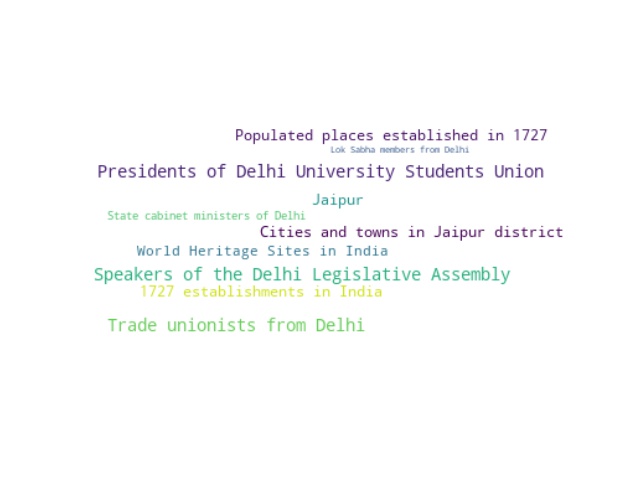 Populated places established in 1727
Lok Sabha members from Delhi
Presidents of Delhi University Students Union
Jaipur
State cabinet ministers of Delhi
Cities and towns in Jaipur district
World Heritage Sites in India
Speakers of the Delhi Legislative Assembly
1727 establishments in India
Trade unionists from Delhi